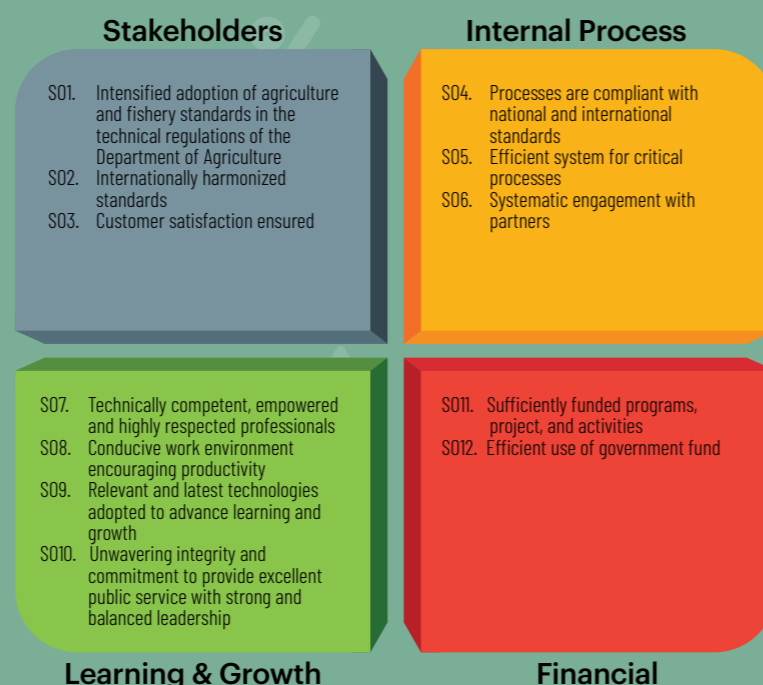 Stakeholders
SO1. Intensified adoption of agriculture
and fishery standards in the
technical regulations of the
Department of Agriculture
SO2. Internationally harmonized
standards
SO3. Customer satisfaction ensured
Internal Process
SO4. Processes are compliant with
national and international
standards
SO5. Efficient system for critical
processes
SO6. Systematic engagement with
partners
SO7. Technically competent, empowered
and highly respected professionals
SO8. Conducive work environment
encouraging productivity
SO9. Relevant and latest technologies
adopted to advance learning and
growth
SO10. Unwavering integrity and
commitment to provide excellent
public service with strong and
balanced leadership
Learning & Growth
SO11. Sufficiently funded programs,
project, and activities
SO12. Efficient use of government fund
Financial